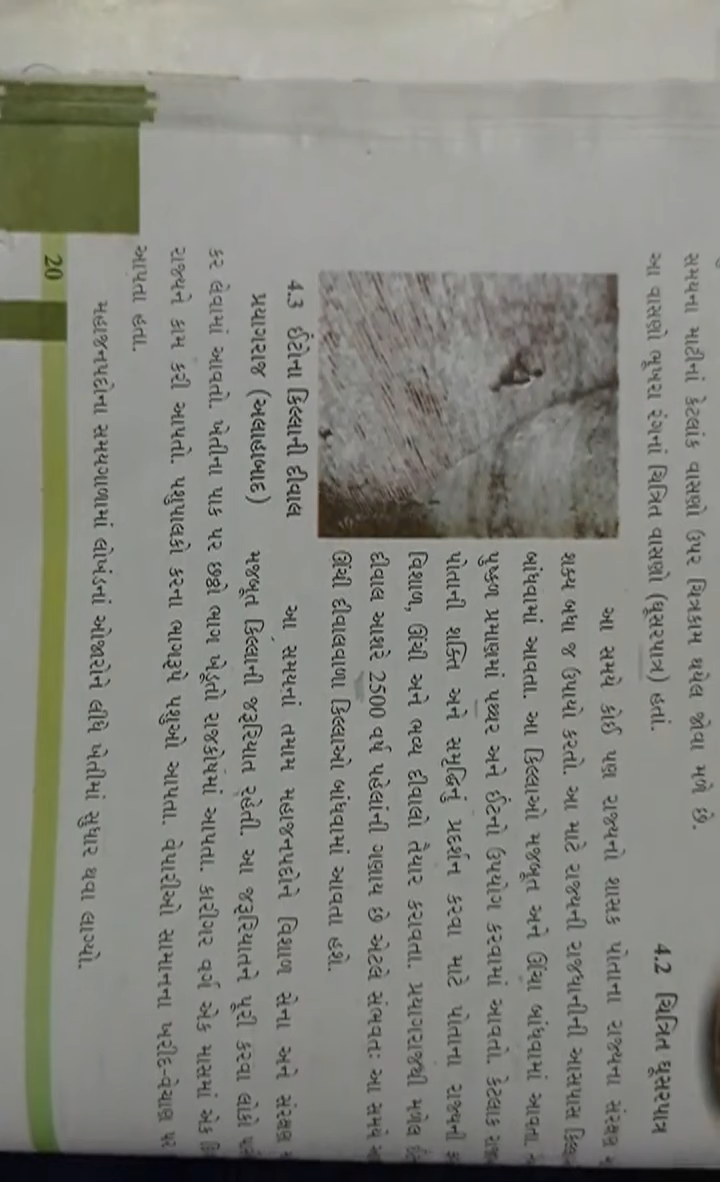 સમયના માટીનાં કેટલાંક વાસણો ઉપર ચિત્રકામ થયેલ જોવા મળે છે.
આ વાસણો ભૂખરા રંગનાં ચિત્રિત વાસણો (ધૂસરપાત્ર) હતાં.
4.2 ચિત્રિત ધૂસરપાત્ર
આ સમયે કોઈ પણ રાજ્યનો શાસક પોતાના રાજ્યના સંરક્ષણ
શક્ય બધા જ ઉપાયો કરતો. આ માટે રાજ્યની રાજધાનીની આસપાસ
બાંધવામાં આવતા. આ કિલ્લાઓ મજબૂત અને ઊંચા બાંધવામાં આવતા.
પુષ્કળ પ્રમાણમાં પથ્થર અને ઈંટનો ઉપયોગ કરવામાં આવતો. કેટલાક
પોતાની શક્તિ અને સમૃદ્ધિનું પ્રદર્શન કરવા માટે પોતાના રાજ્યની
વિશાળ, ઊંચી અને ભવ્ય દીવાલો તૈયાર કરાવતા. પ્રયાગરાજથી મળેલ
દીવાલ આશરે 2500 વર્ષ પહેલાંની ગણાય છે એટલે સંભવતઃ આ સમયે
ઊંચી દીવાલવાળા કિલ્લાઓ બાંધવામાં આવતા હશે.
4.3 ઈંટોના કિલ્લાની દીવાલ
પ્રયાગરાજ (અલાહાબાદ)
આ સમયનાં તમામ મહાજનપદોને વિશાળ સેના અને સંરક્ષણ
મજબૂત કિલ્લાની જરૂરિયાત રહેતી. આ જરૂરિયાતને પૂરી કરવા લોકો
કર લેવામાં આવતો. ખેતીના પાક પર છઠ્ઠો ભાગ ખેડૂતો રાજકોષમાં આપતા. કારીગર વર્ગ એક માસમાં એક
રાજ્યને કામ કરી આપતો. પશુપાલકો કરના ભાગરૂપે પશુઓ આપતા. વેપારીઓ સામાનના ખરીદ-વેચાણ પર
આપતા હતા.
મહાજનપદોના સમયગાળામાં લોખંડનાં ઓજારોને લીધે ખેતીમાં સુધાર થવા લાગ્યો.
20